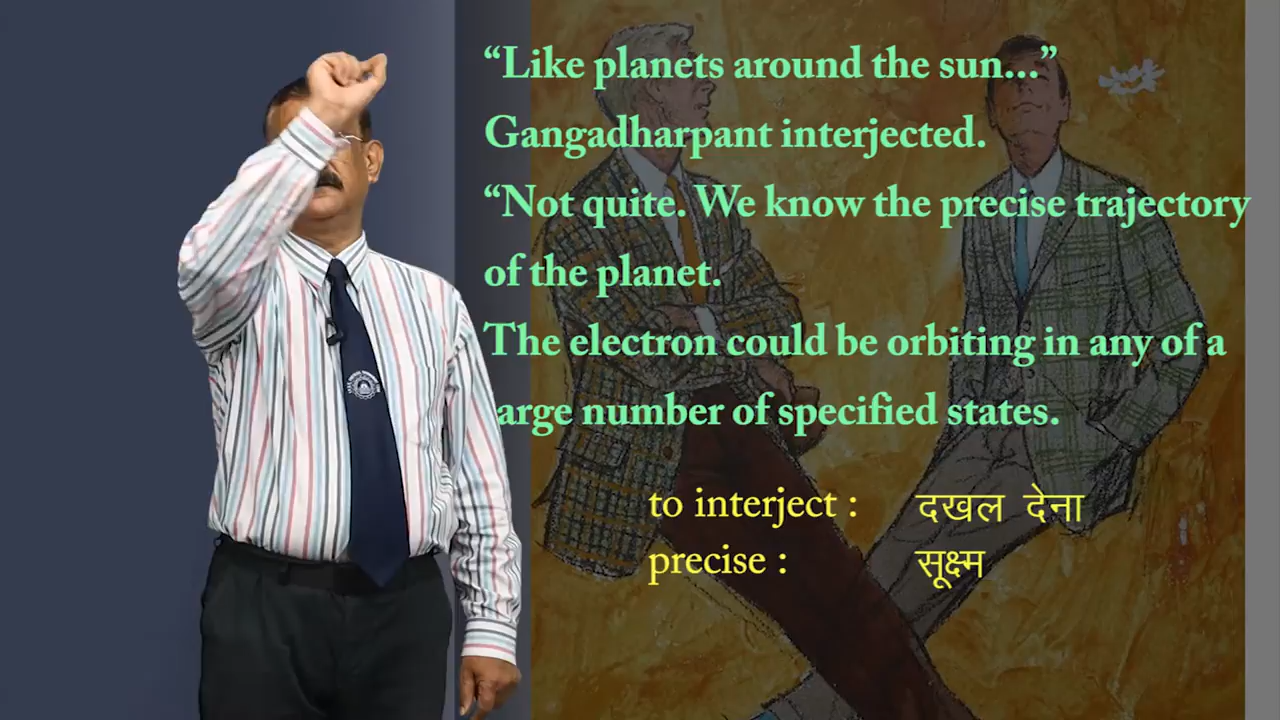 “Like planets around the sun...”
Gangadharpant interjected.
“Not quite. We know the precise trajectory
of the planet.
The electron could be orbiting in any of a
arge number of specified states.
to interject : दखल देना
precise : सूक्ष्म